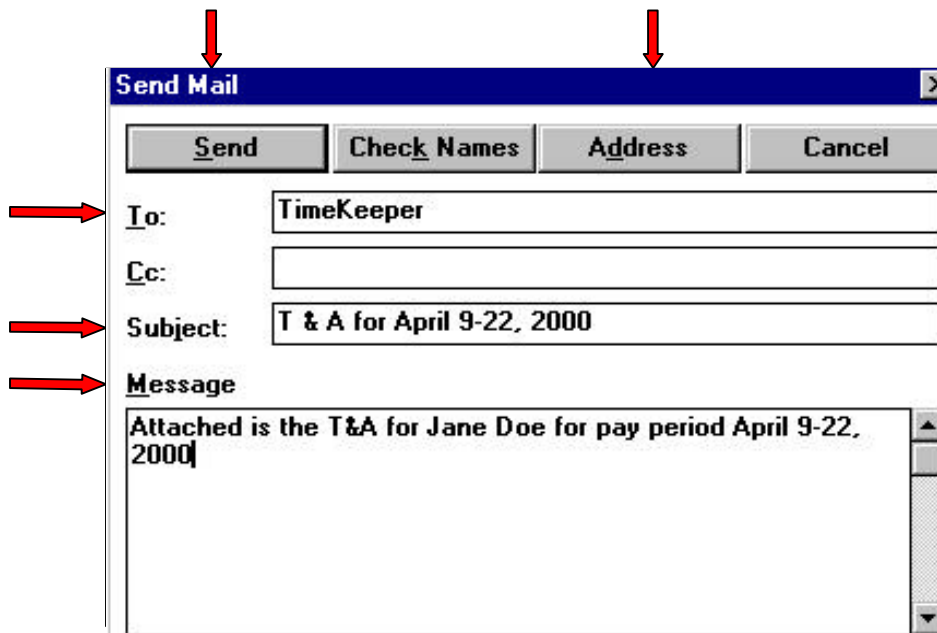 Send Mail
Send Check Names Address Cancel
To: TimeKeeper
Cc:
Subject: T & A for April 9-22, 2000
Message
Attached is the T&A for Jane Doe for pay period April 9-22,
2000